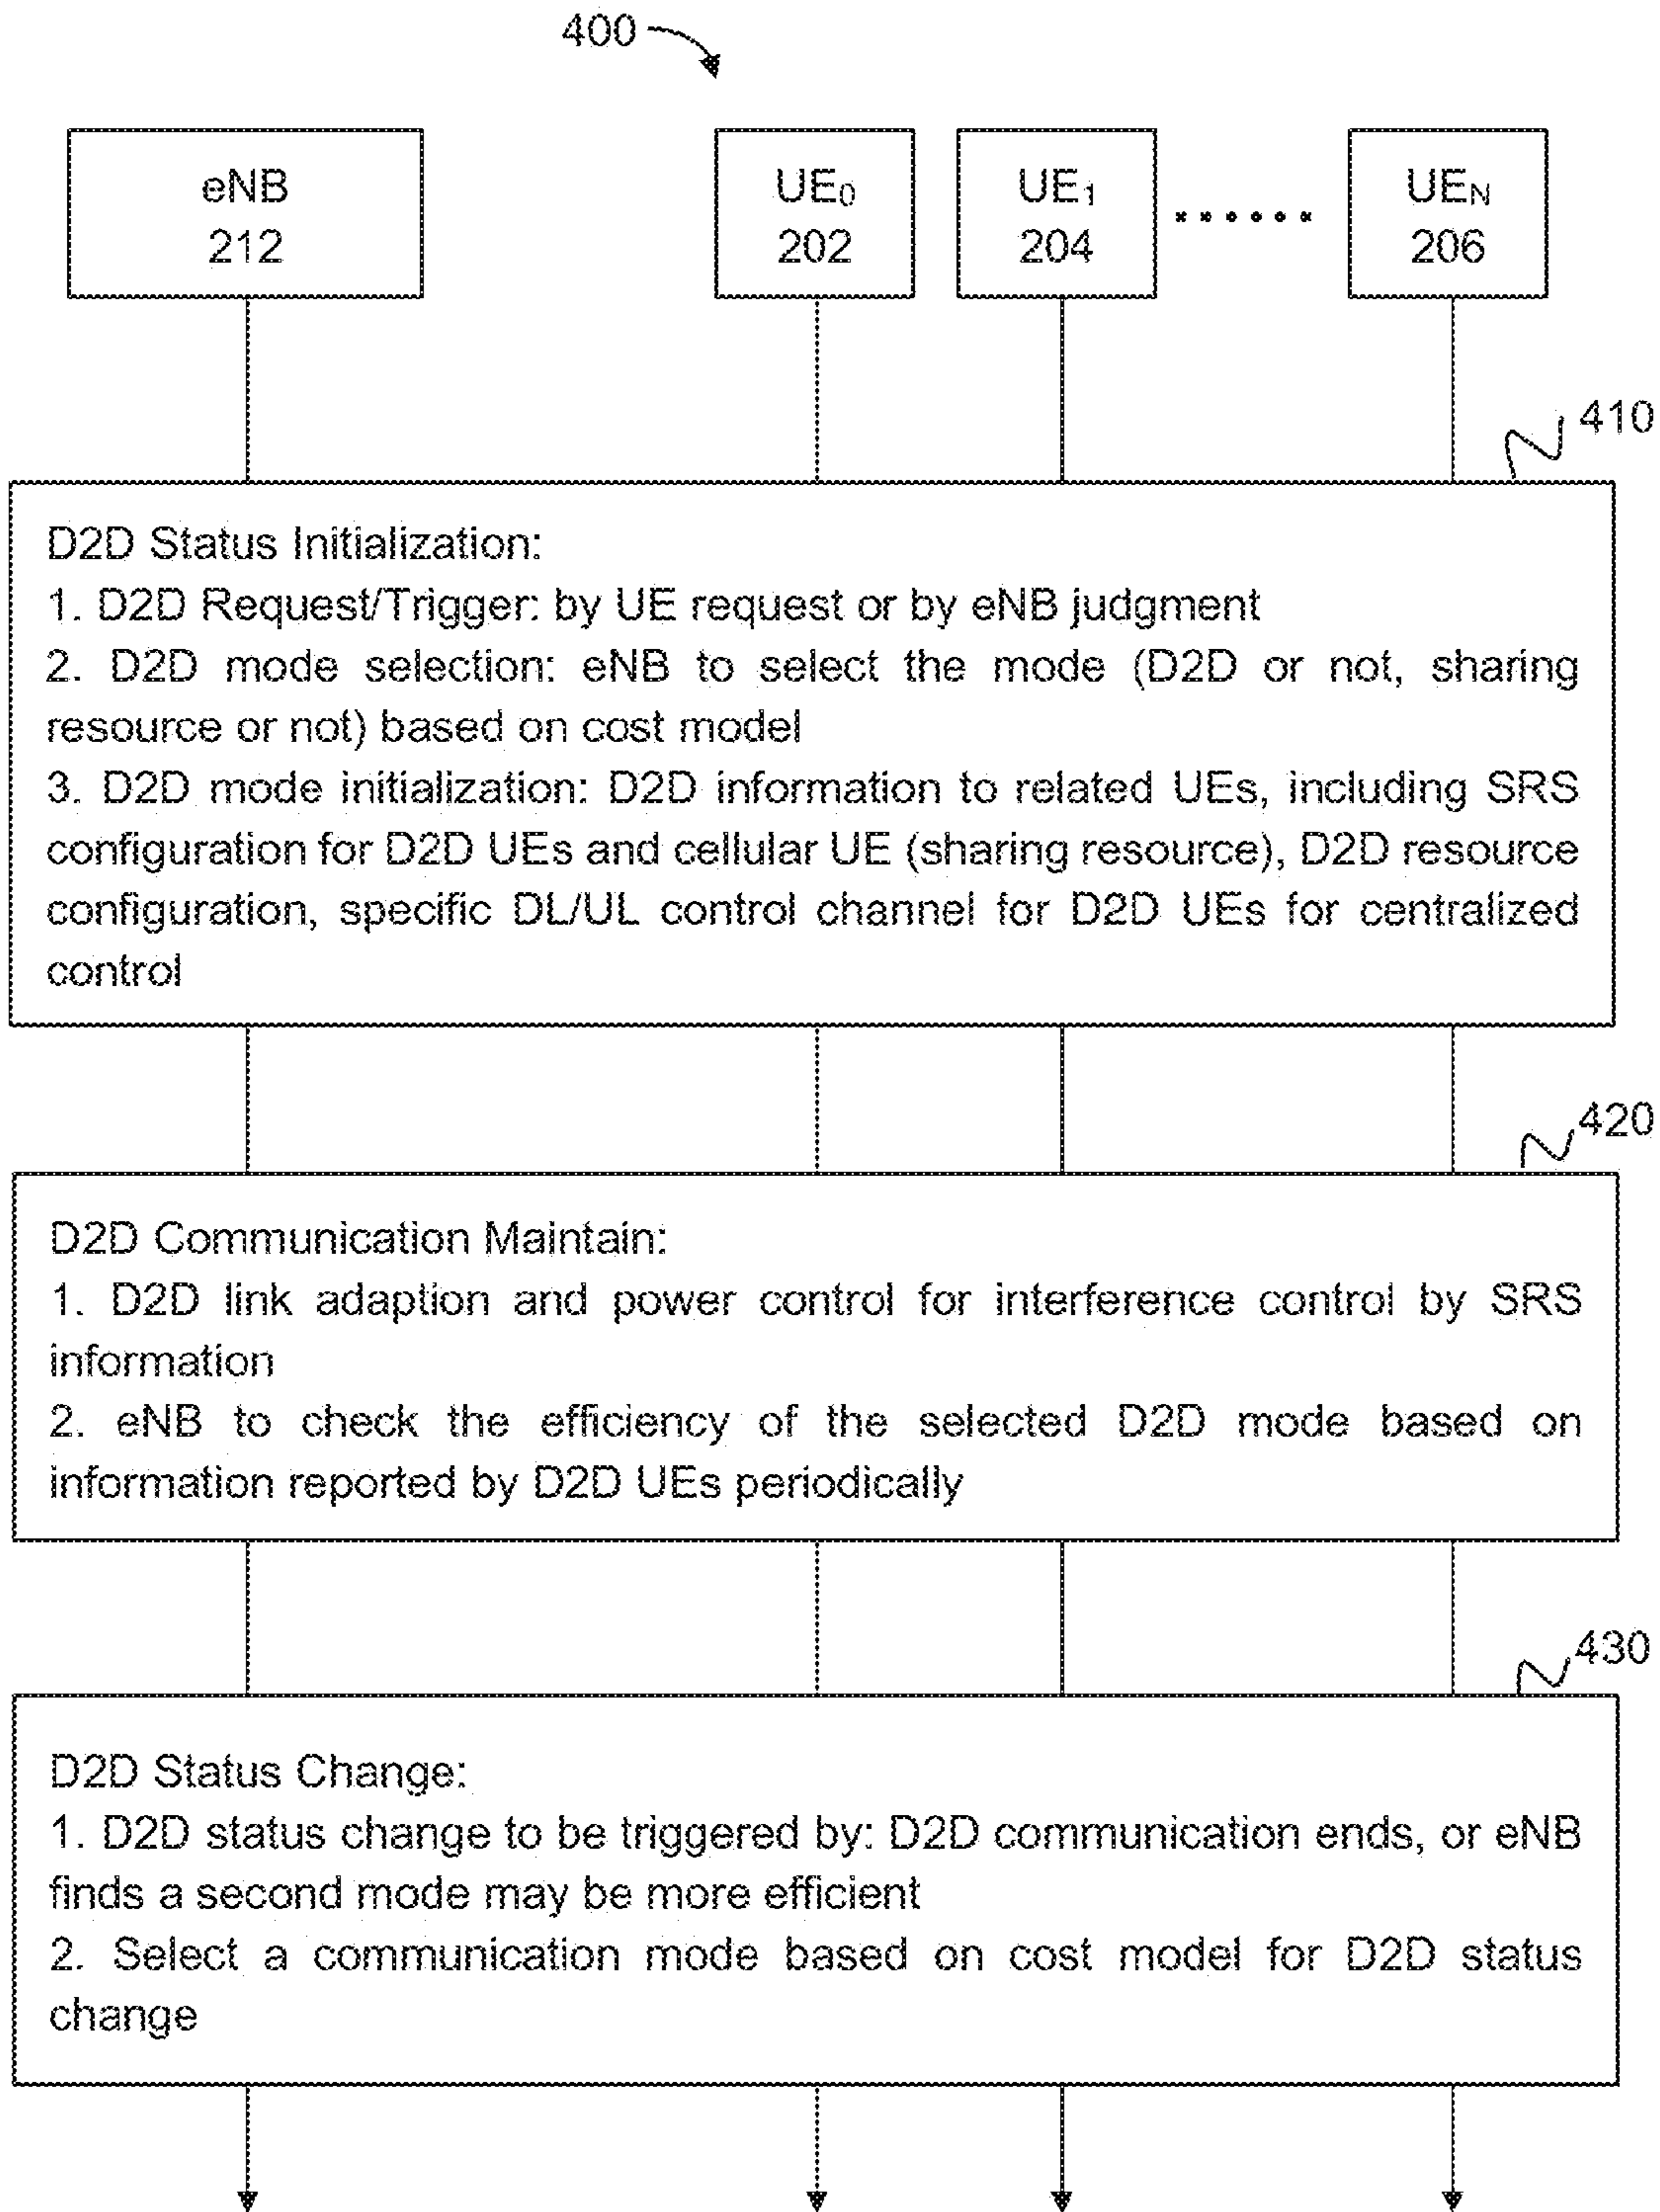 400
eNB
212
UE0
202
UE1
204
UEN
206
410
D2D Status Initialization:
1. D2D Request/Trigger: by UE request or by eNB judgment
2. D2D mode selection: eNB to select the mode (D2D or not, sharing
resource or not) based on cost model
3. D2D mode initialization: D2D information to related UEs, including SRS
configuration for D2D UEs and cellular UE (sharing resource), D2D resource
configuration, specific DL/UL control channel for D2D UEs for centralized
control
420
D2D Communication Maintain:
1. D2D link adaption and power control for interference control by SRS
information
2. eNB to check the efficiency of the selected D2D mode based on
information reported by D2D UEs periodically
430
D2D Status Change:
1. D2D status change to be triggered by: D2D communication ends, or eNB
finds a second mode may be more efficient
2. Select a communication mode based on cost model for D2D status
change